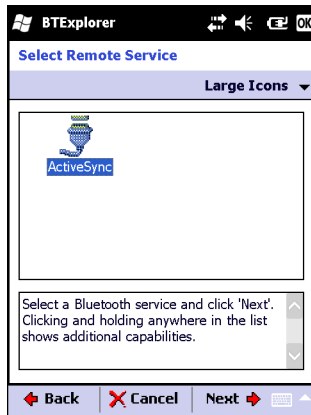 BTExplorer
OK
Select Remote Service
Large Icons
ActiveSync
Select a Bluetooth service and click 'Next'.
Clicking and holding anywhere in the list
shows additional capabilities.
Back Cancel Next